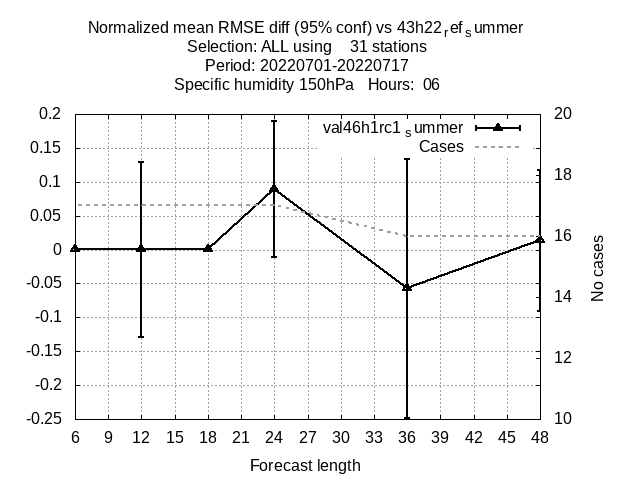 Normalized mean RMSE diff (95% conf) vs 43h22refsummer
Selection: ALL using    31 stations
Period: 20220701-20220717
Specific humidity 150hPa   Hours:  06
val46h1rc1summer
Cases
0.2
0.15
0.1
0.05
0
-0.05
-0.1
-0.15
-0.2
-0.25
20
18
16
14
12
10
No cases
6 9 12 15 18 21 24 27 30 33 36 39 42 45 48
Forecast length